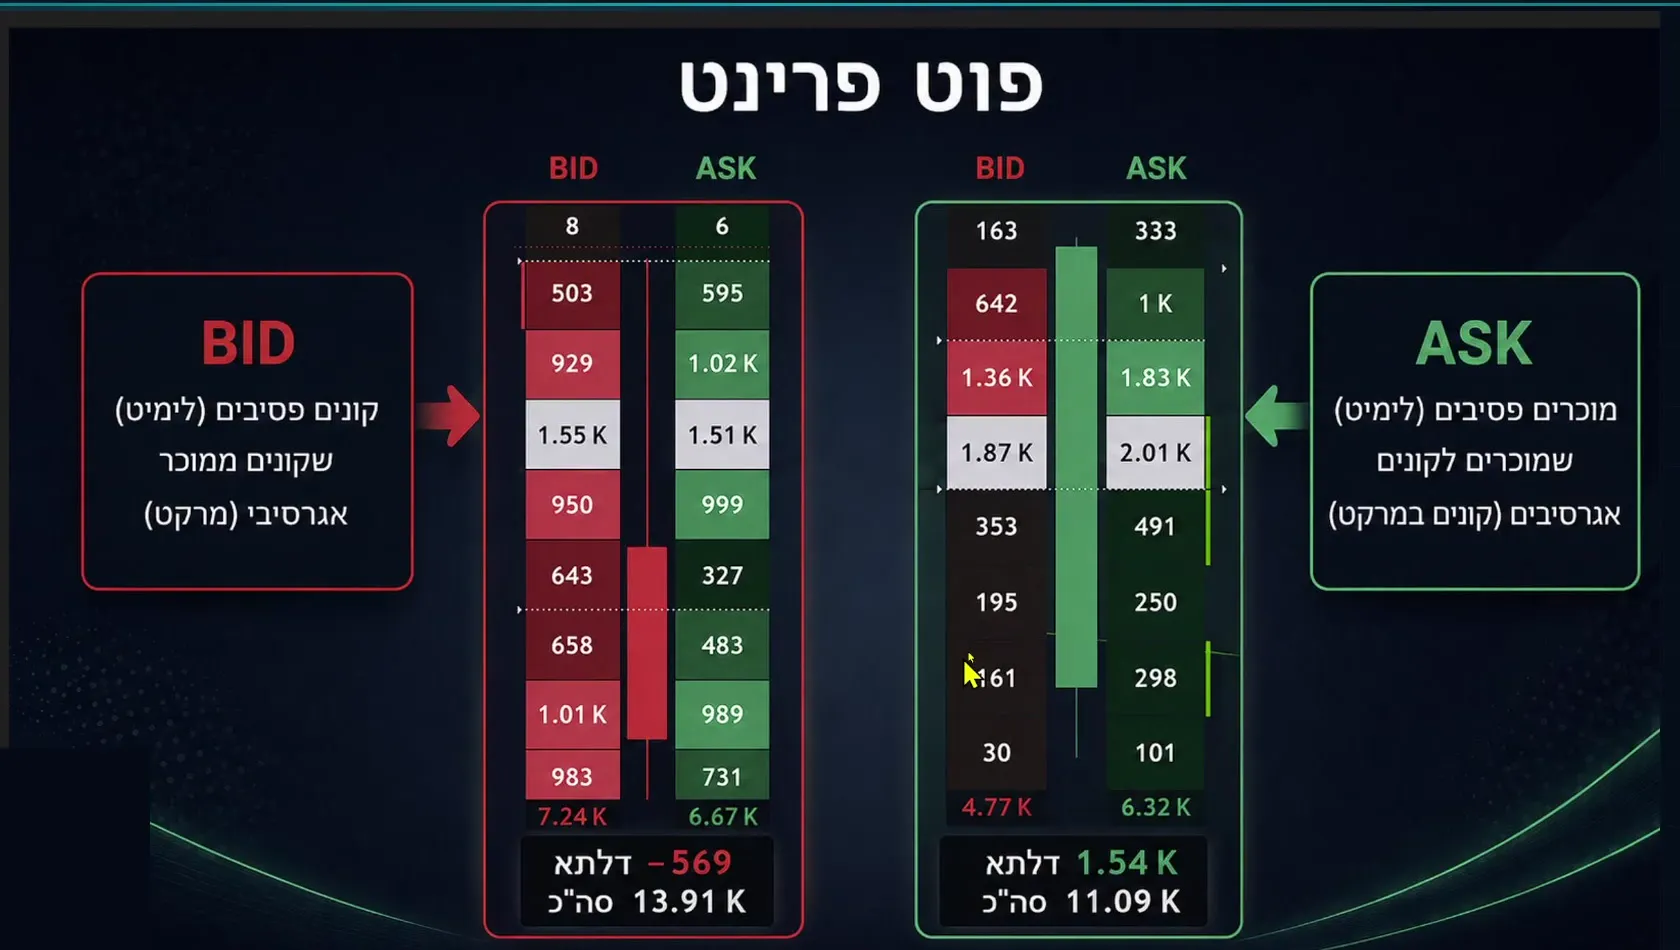 פוט פרינט
BID ASK
BID ASK
BID
קונים פסיבים (לימיט)
שקונים ממוכר
אגרסיבי (מרקט)
8 6
503 595
929 1.02 K
1.55 K 1.51 K
950 999
643 327
658 483
1.01 K 989
983 731
7.24 K 6.67 K
דלתא −569
סה"כ 13.91 K
163 333
642 1 K
1.36 K 1.83 K
1.87 K 2.01 K
353 491
195 250
161 298
30 101
4.77 K 6.32 K
דלתא 1.54 K
סה"כ 11.09 K
ASK
מוכרים פסיבים (לימיט)
שמוכרים לקונים
אגרסיבים (קונים במרקט)